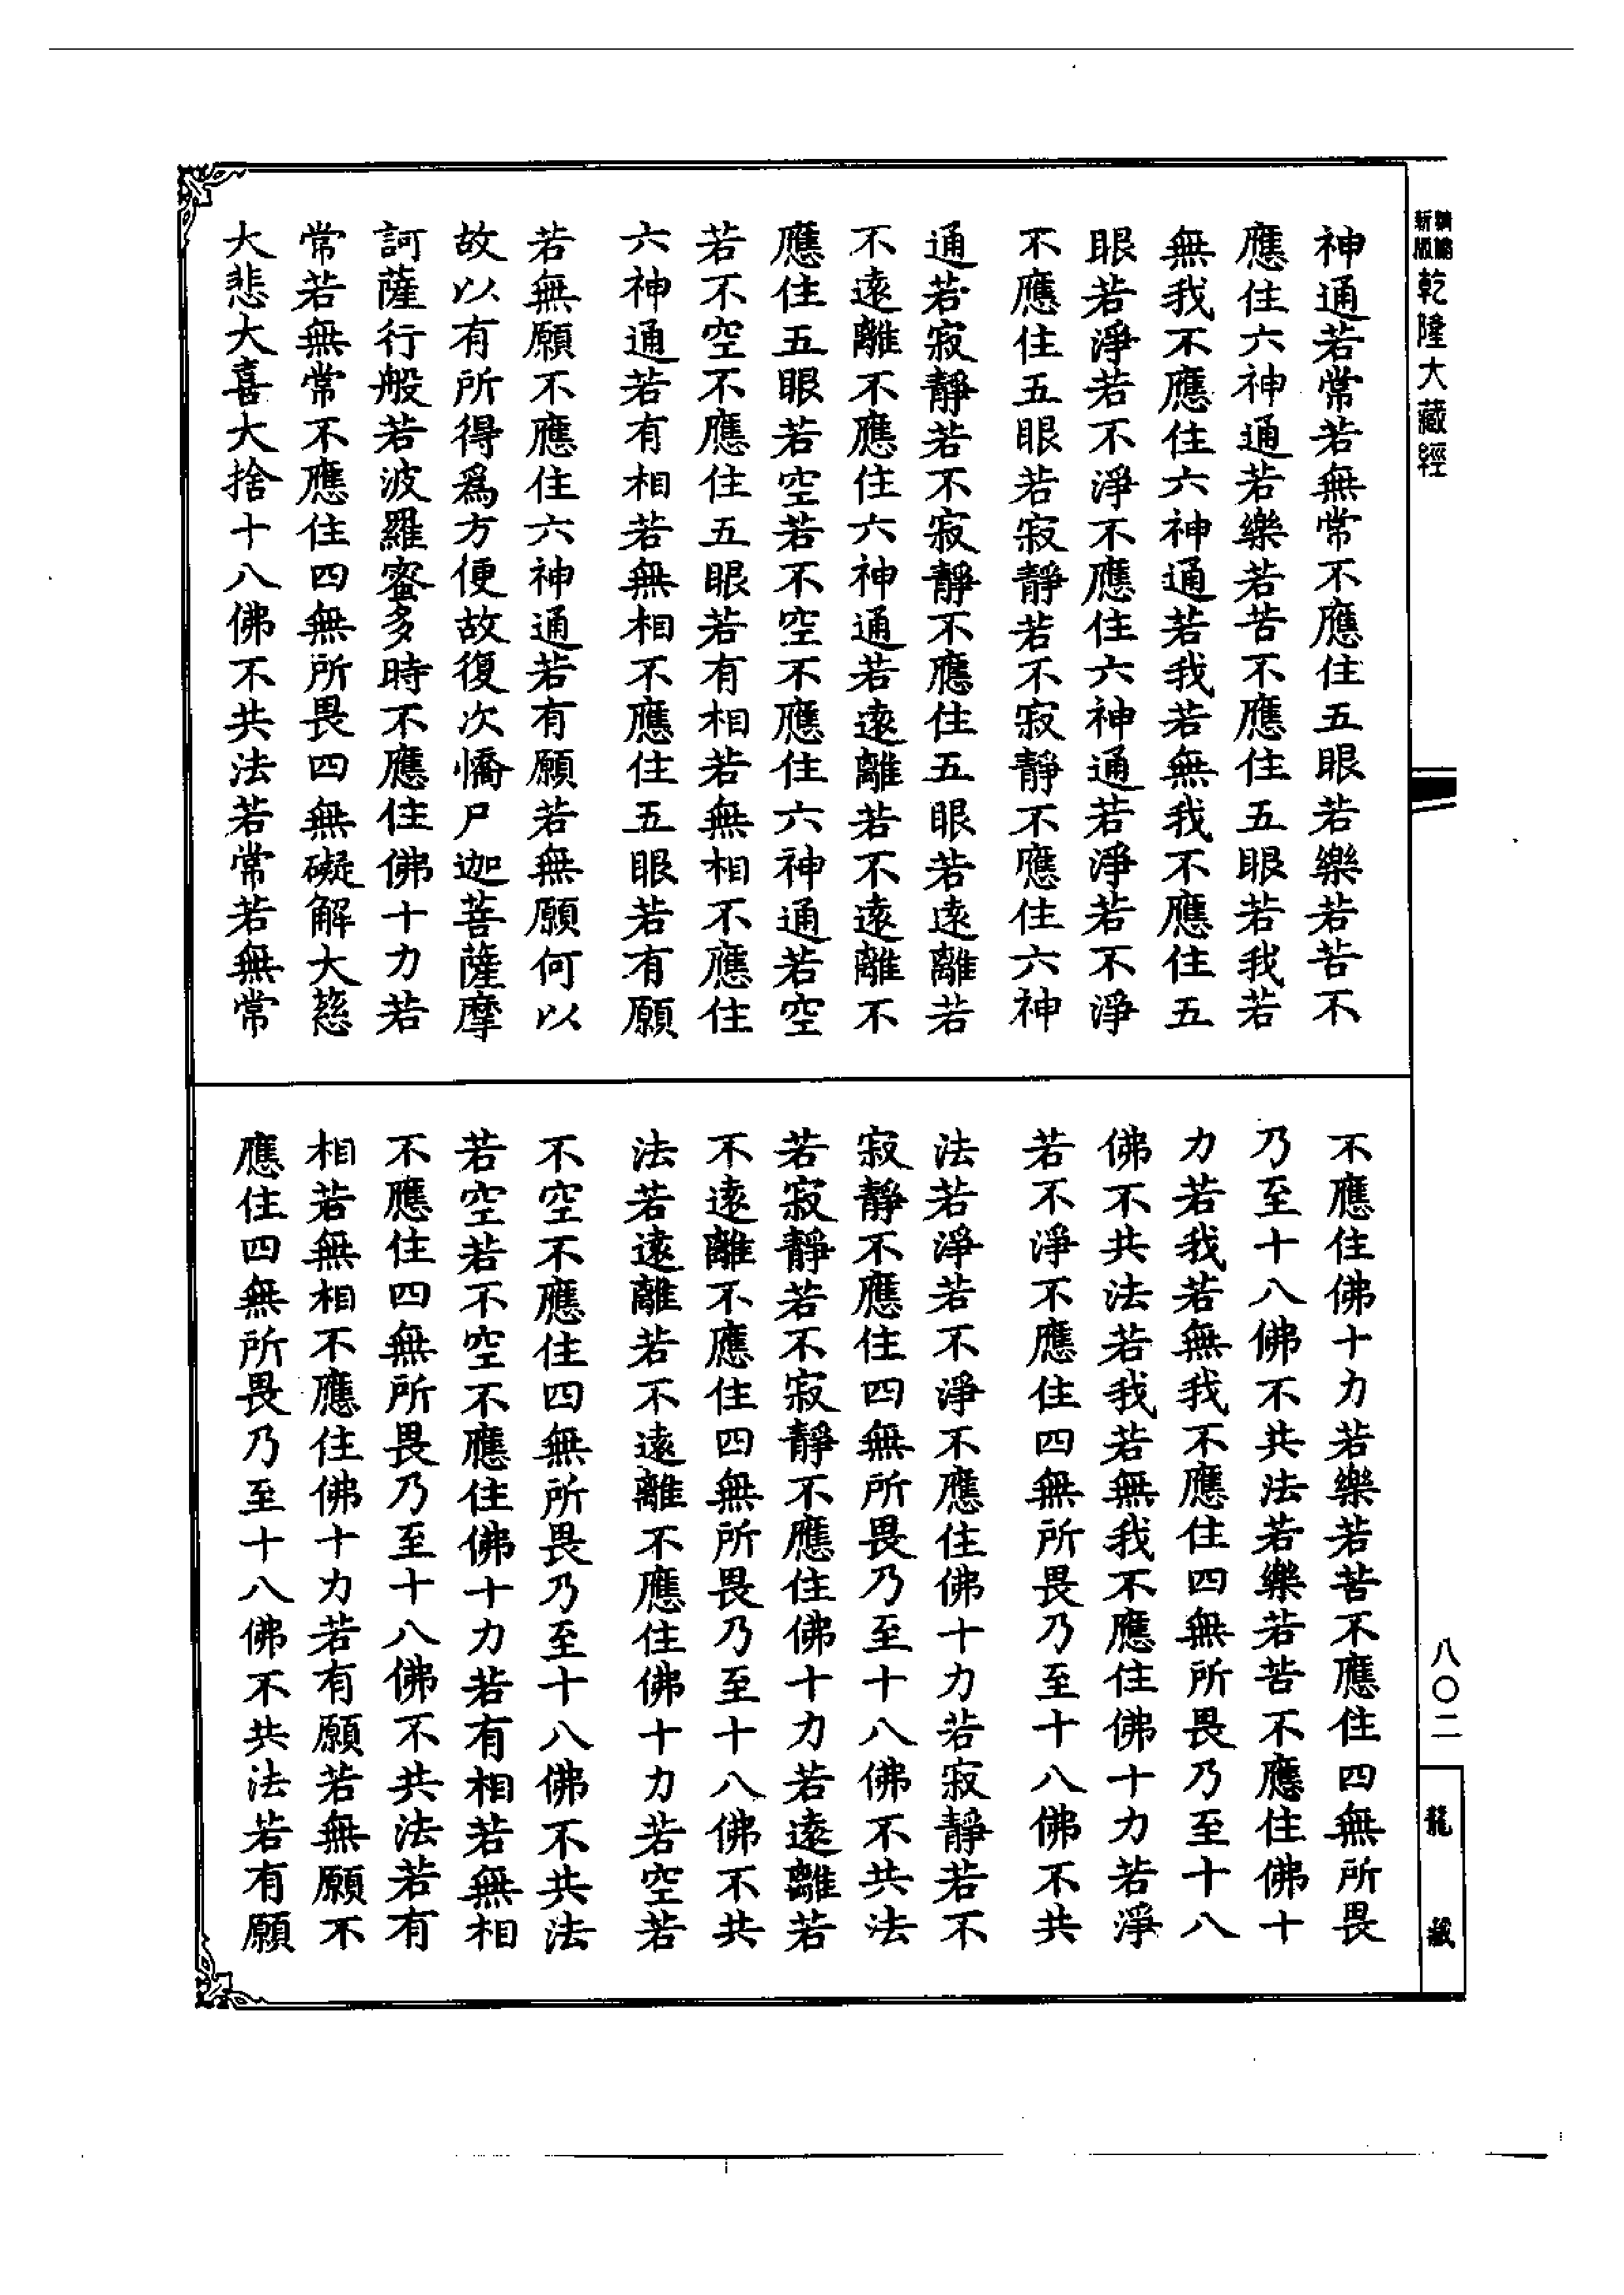 新版
精縮
乾隆大藏經
神通若常若無常不應住五眼若樂若苦不
應住六神通若樂若苦不應住五眼若我若
無我不應住六神通若我若無我不應住五
眼若淨若不淨不應住六神通若淨若不淨
不應住五眼若寂靜若不寂靜不應住六神
通若寂靜若不寂靜不應住五眼若遠離若
不遠離不應住六神通若遠離若不遠離不
應住五眼若空若不空不應住六神通若空
若不空不應住五眼若有相若無相不應住
六神通若有相若無相不應住五眼若有願
若無願不應住六神通若有願若無願何以
故以有所得爲方便故復次憍尸迦菩薩摩
訶薩行般若波羅蜜多時不應住佛十力若
常若無常不應住四無所畏四無礙解大慈
大悲大喜大捨十八佛不共法若常若無常
不應住佛十力若樂若苦不應住四無所畏
乃至十八佛不共法若樂若苦不應住佛十
力若我若無我不應住四無所畏乃至十八
佛不共法若我若無我不應住佛十力若淨
若不淨不應住四無所畏乃至十八佛不共
法若淨若不淨不應住佛十力若寂靜若不
寂靜不應住四無所畏乃至十八佛不共法
若寂靜若不寂靜不應住佛十力若遠離若
不遠離不應住四無所畏乃至十八佛不共
法若遠離若不遠離不應住佛十力若空若
不空不應住四無所畏乃至十八佛不共法
若空若不空不應住佛十力若有相若無相
不應住四無所畏乃至十八佛不共法若有
相若無相不應住佛十力若有願若無願不
應住四無所畏乃至十八佛不共法若有願
八〇二
龍藏